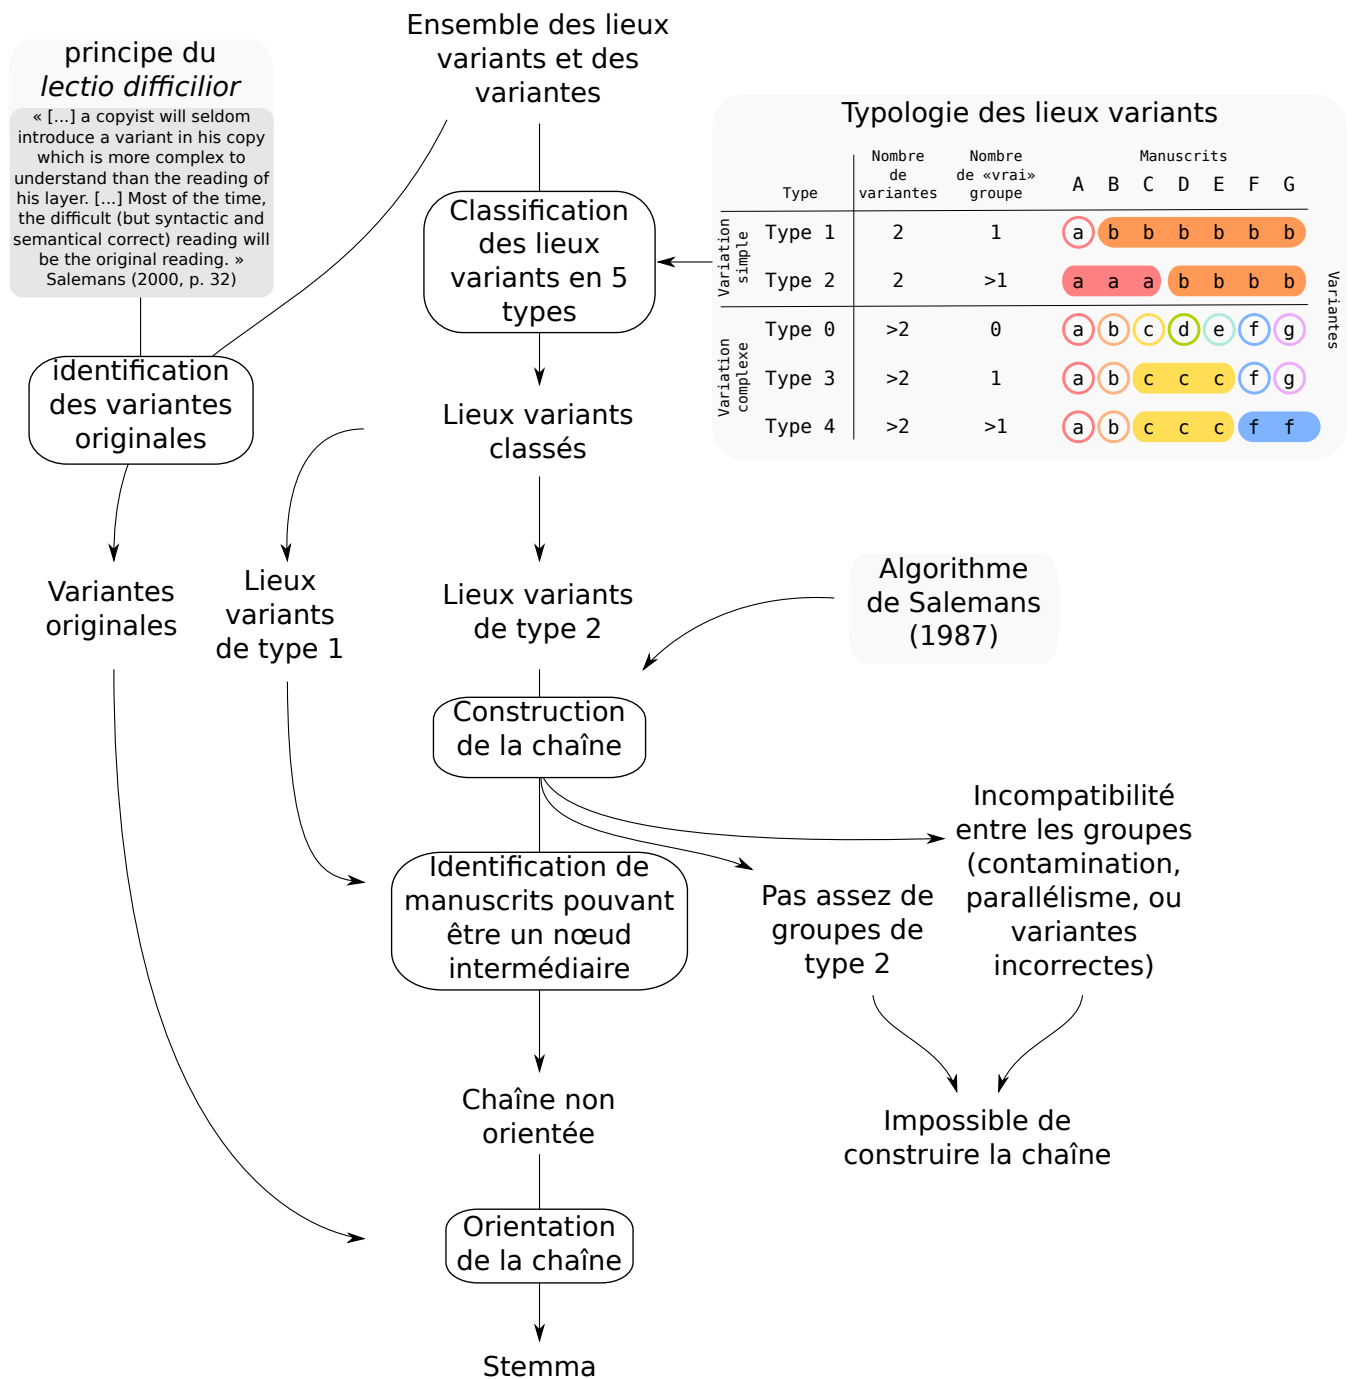 Ensemble des lieux
variants et des
variantes
principe du
lectio difficilior
« [...] a copyist will seldom
introduce a variant in his copy
which is more complex to
understand than the reading of
his layer. [...] Most of the time,
the difficult (but syntactic and
semantical correct) reading will
be the original reading. »
Salemans (2000, p. 32)
Typologie des lieux variants
Type
Nombre
de
variantes
Nombre
de «vrai»
groupe
Manuscrits
A B C D E F G
Variation
simple
Type 1 2 1 a b b b b b b
Type 2 2 >1 a a a b b b b
Variation
complexe
Type 0 >2 0 a b c d e f g
Type 3 >2 1 a b c c c f g
Type 4 >2 >1 a b c c c f f
Variantes
Classification
des lieux
variants en 5
types
identification
des variantes
originales
Lieux variants
classés
Variantes
originales
Lieux
variants
de type 1
Lieux variants
de type 2
Algorithme
de Salemans
(1987)
Construction
de la chaîne
Identification de
manuscrits pouvant
être un nœud
intermédiaire
Pas assez de
groupes de
type 2
Incompatibilité
entre les groupes
(contamination,
parallélisme, ou
variantes
incorrectes)
Chaîne non
orientée
Impossible de
construire la chaîne
Orientation
de la chaîne
Stemma